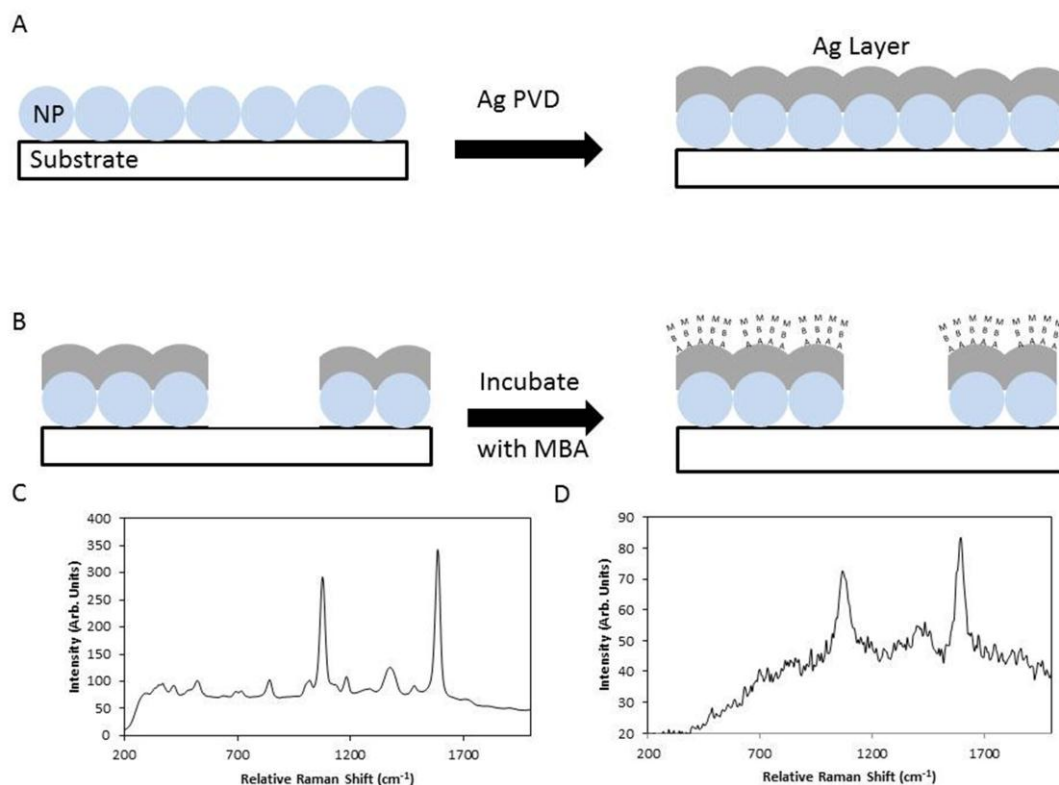 A
NP
Substrate
Ag PVD
Ag Layer
B
Incubate
with MBA
M M M M M M M M M M M M M
B B B B B B B B B B B B B
A A A A A A A A A A A A A
M M M M M M M M M
B B B B B B B B B
A A A A A A A A A
C
400
350
300
250
200
150
100
50
0
Intensity (Arb. Units)
200 700 1200 1700
Relative Raman Shift (cm-1)
D
90
80
70
60
50
40
30
20
Intensity (Arb. Units)
200 700 1200 1700
Relative Raman Shift (cm-1)